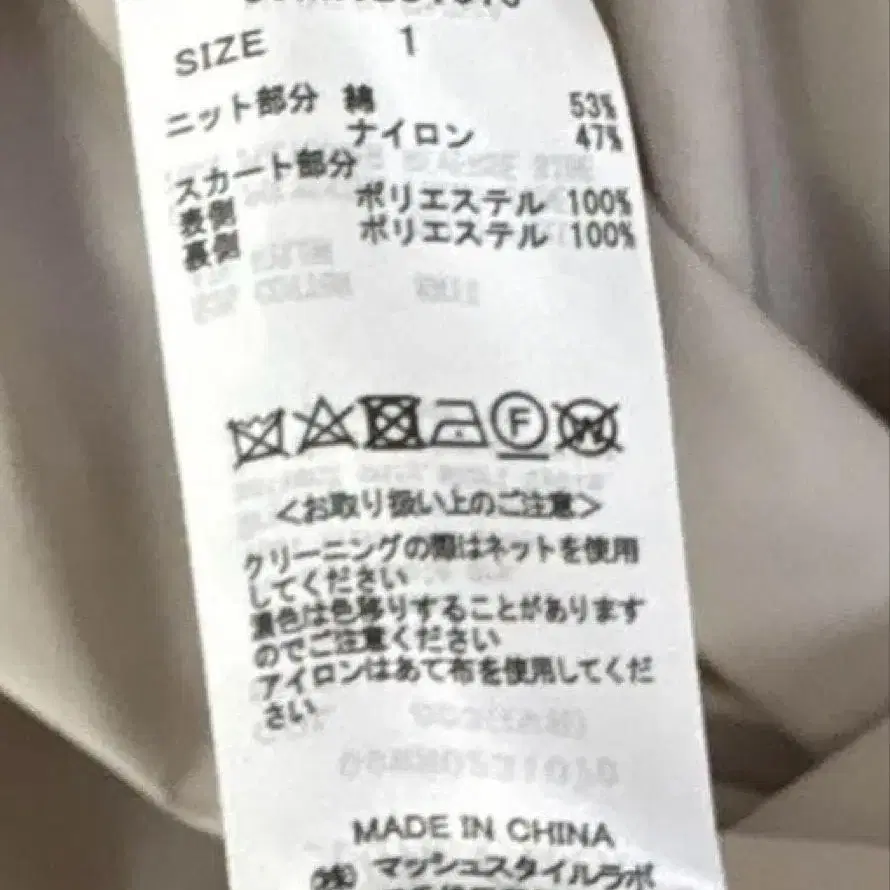 SIZE 1
ニット部分 綿 53%
ナイロン 47%
スカート部分
表側 ポリエステル 100%
裏側 ポリエステル 100%
F W
<お取り扱い上のご注意>
クリーニングの際はネットを使用
してください
濃色は色移りすることがあります
のでご注意ください
アイロンはあて布を使用してくだ
さい
MADE IN CHINA
(株) マッシュスタイルラボ